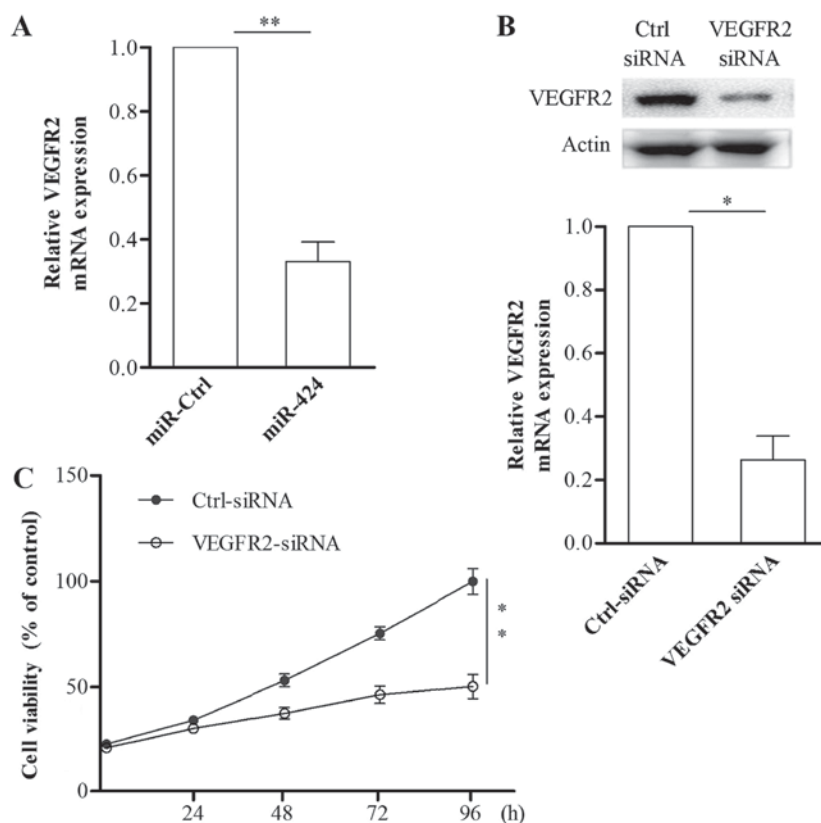 A
**
1.0
0.8
0.6
0.4
0.2
0.0
Relative VEGFR2
mRNA expression
miR-Ctrl
miR-424
B
Ctrl
siRNA
VEGFR2
siRNA
VEGFR2
Actin
*
1.0
0.8
0.6
0.4
0.2
0.0
Relative VEGFR2
mRNA expression
Ctrl-siRNA
VEGFR2 siRNA
C
150
100
50
0
Cell viability (% of control)
Ctrl-siRNA
VEGFR2-siRNA
**
24
48
72
96
(h)